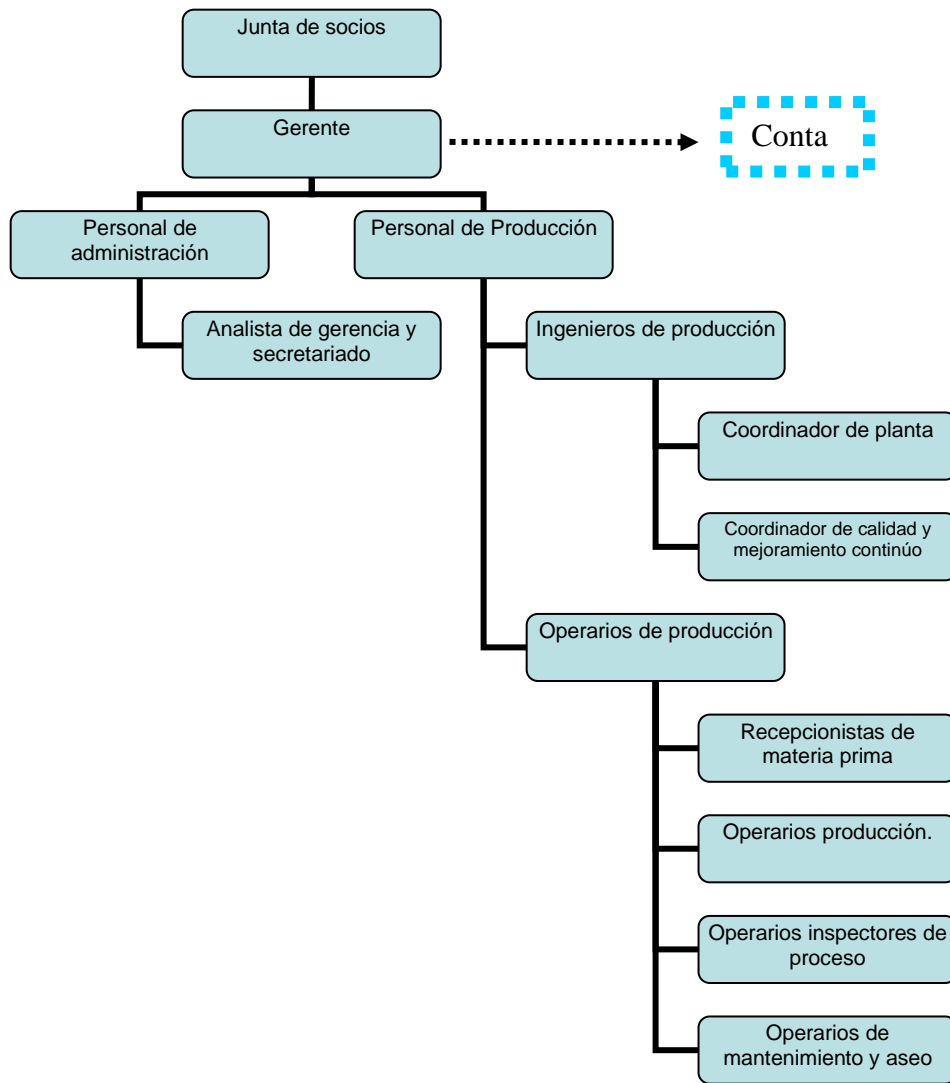 Junta de socios
Gerente
Conta
Personal de
administración
Personal de Producción
Analista de gerencia y
secretariado
Ingenieros de producción
Coordinador de planta
Coordinador de calidad y
mejoramiento continúo
Operarios de producción
Recepcionistas de
materia prima
Operarios producción.
Operarios inspectores de
proceso
Operarios de
mantenimiento y aseo